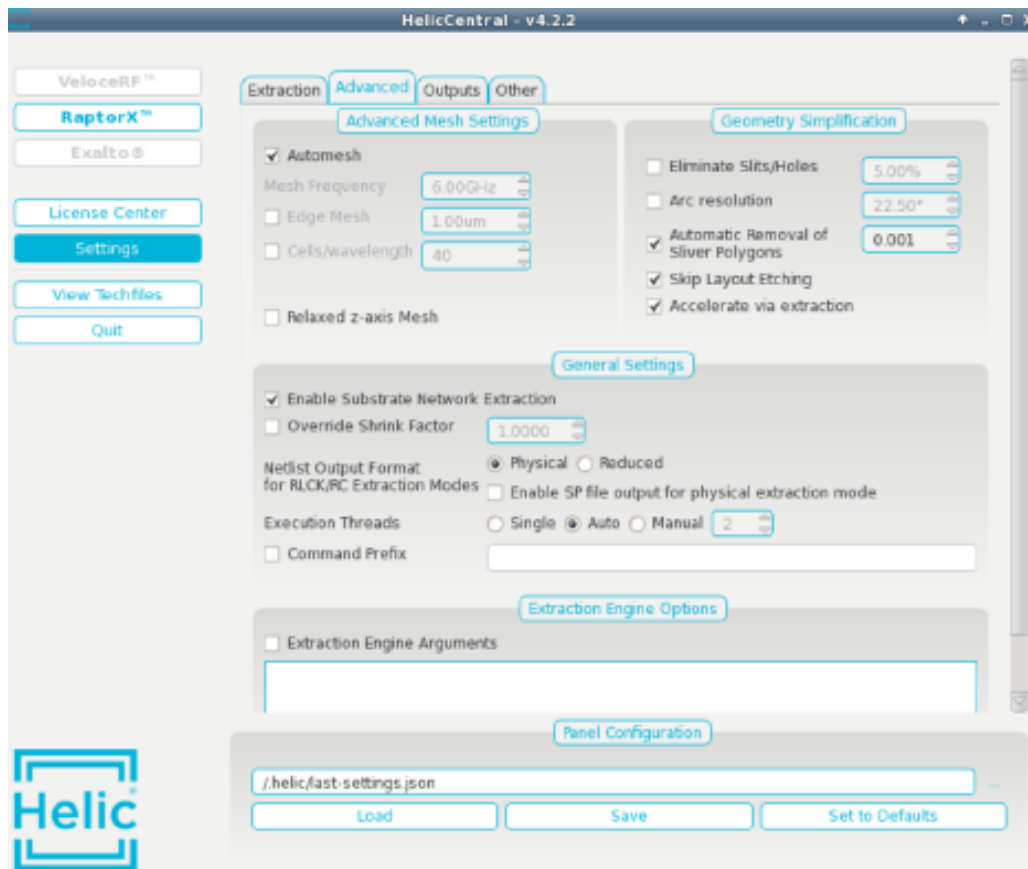 HelicCentral - v4.2.2
VeloceRF™
RaptorX™
Exalto®
License Center
Settings
View Techfiles
Quit
Extraction Advanced Outputs Other
Advanced Mesh Settings
Automesh
Mesh Frequency 6.00GHz
Edge Mesh 1.00um
Cells/wavelength 40
Relaxed z-axis Mesh
Geometry Simplification
Eliminate Slits/Holes 5.00%
Arc resolution 22.50°
Automatic Removal of
Sliver Polygons 0.001
Skip Layout Etching
Accelerate via extraction
General Settings
Enable Substrate Network Extraction
Override Shrink Factor 1.0000
Netlist Output Format
for RLCK/RC Extraction Modes
Physical Reduced
Enable SP file output for physical extraction mode
Execution Threads Single Auto Manual 2
Command Prefix
Extraction Engine Options
Extraction Engine Arguments
Panel Configuration
/.helic/last-settings.json ...
Load Save Set to Defaults
Helic